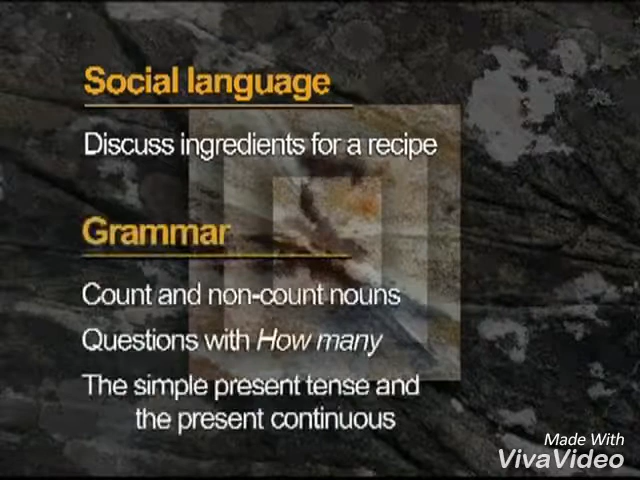 Social language
Discuss ingredients for a recipe
Grammar
Count and non-count nouns
Questions with How many
The simple present tense and
the present continuous
Made With
VivaVideo